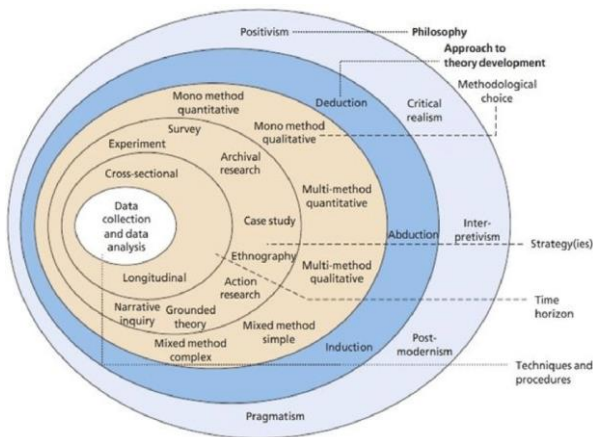 Positivism
Philosophy
Approach to
theory development
Methodological
choice
Deduction
Critical
realism
Mono method
quantitative
Mono method
qualitative
Survey
Experiment
Archival
research
Cross-sectional
Multi-method
quantitative
Data
collection
and data
analysis
Case study
Abduction
Inter-
pretivism
Strategy(ies)
Ethnography
Multi-method
qualitative
Longitudinal
Action
research
Time
horizon
Narrative
inquiry
Grounded
theory
Mixed method
simple
Mixed method
complex
Induction
Post-
modernism
Techniques and
procedures
Pragmatism